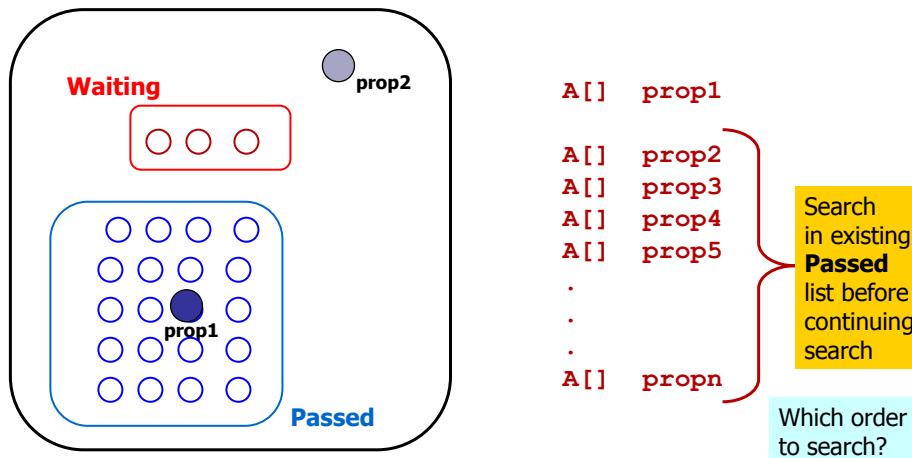 Waiting
prop2
prop1
Passed
A[] prop1
A[] prop2
A[] prop3
A[] prop4
A[] prop5
.
.
.
A[] propn
Search
in existing
Passed
list before
continuing
search
Which order
to search?